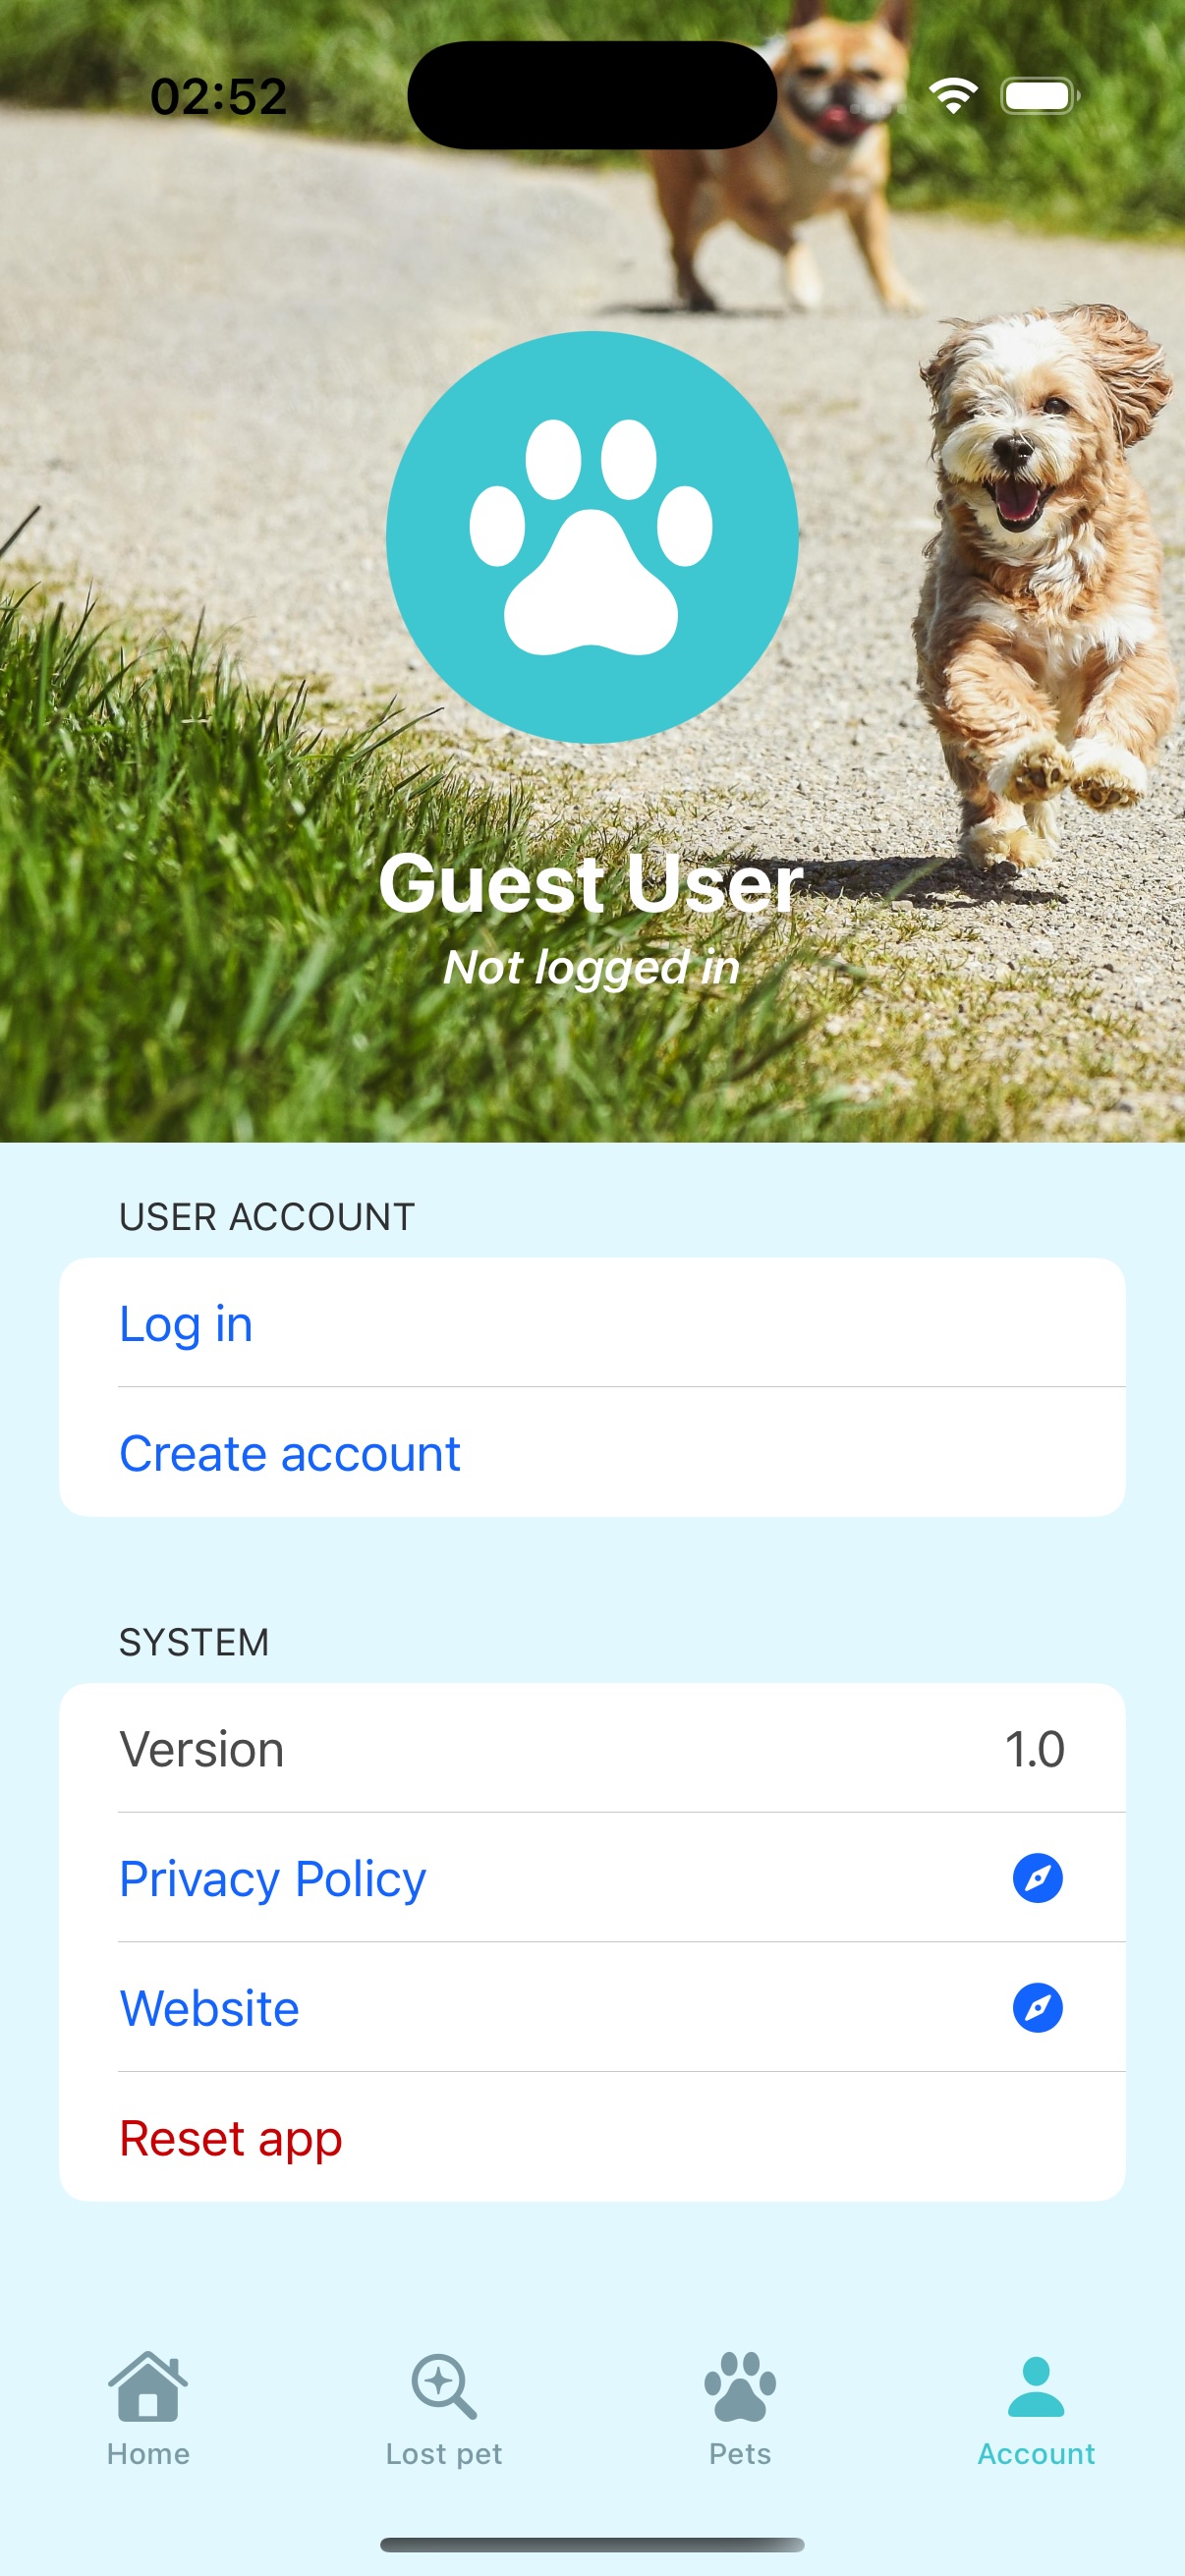 02:52
Guest User
Not logged in
USER ACCOUNT
Log in
Create account
SYSTEM
Version 1.0
Privacy Policy
Website
Reset app
Home Lost pet Pets Account